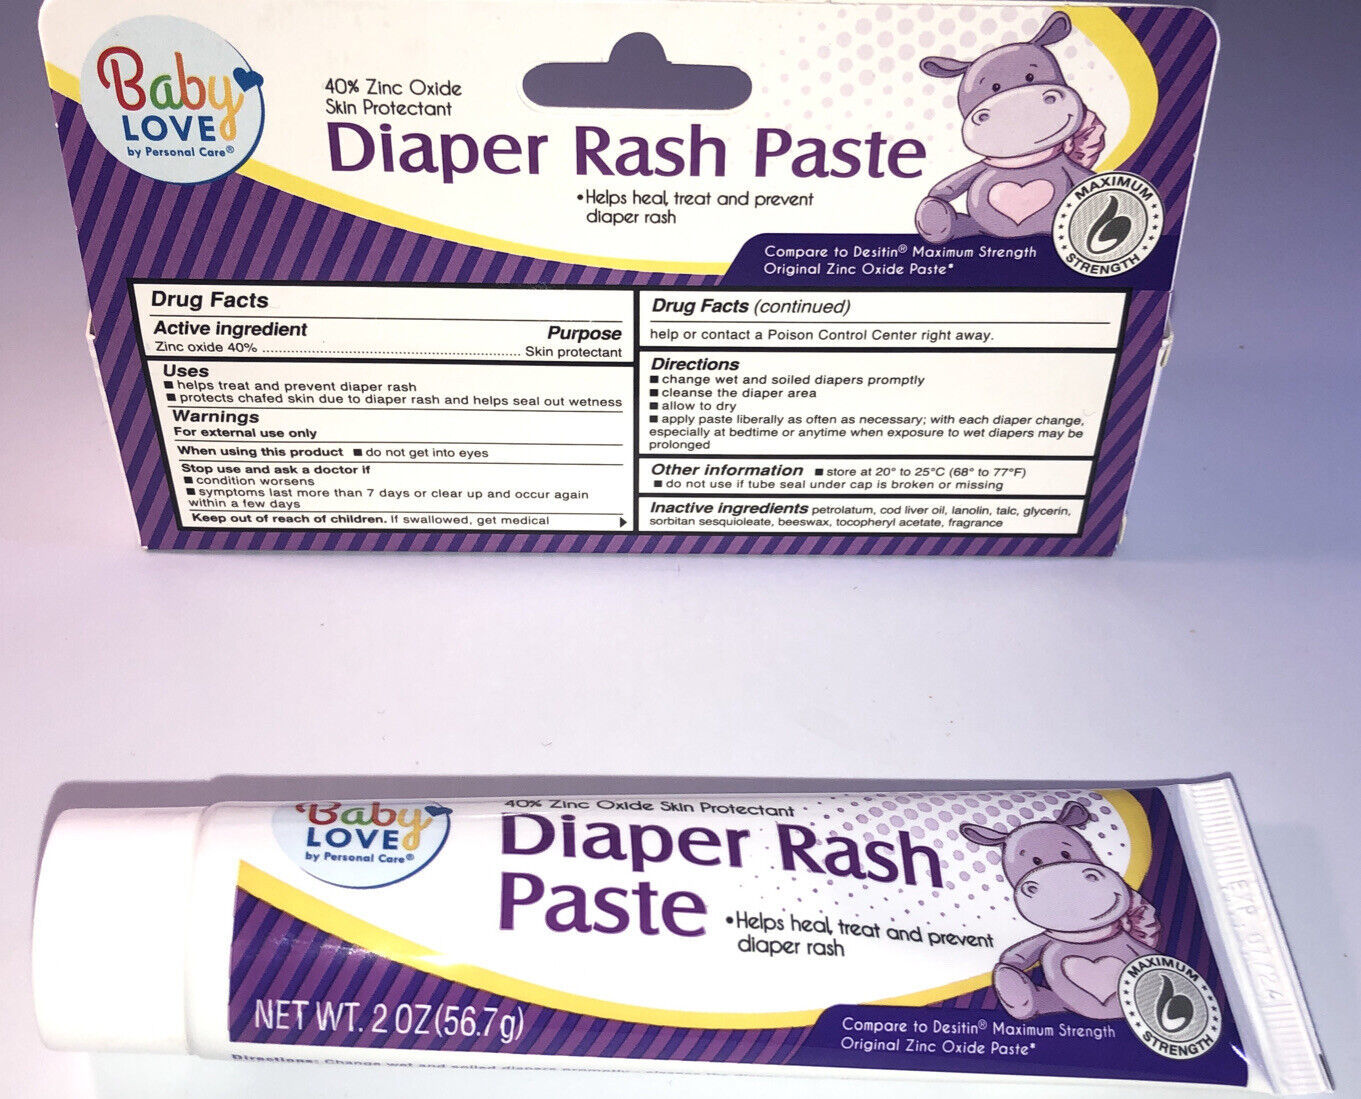 Baby
LOVE
by Personal Care®
40% Zinc Oxide
Skin Protectant
Diaper Rash Paste
•Helps heal, treat and prevent
diaper rash
MAXIMUM
STRENGTH
Compare to Desitin® Maximum Strength
Original Zinc Oxide Paste*
Drug Facts
Active ingredient Purpose
Zinc oxide 40% ........................................................ Skin protectant
Uses
■ helps treat and prevent diaper rash
■ protects chafed skin due to diaper rash and helps seal out wetness
Warnings
For external use only
When using this product ■ do not get into eyes
Stop use and ask a doctor if
■ condition worsens
■ symptoms last more than 7 days or clear up and occur again
within a few days
Keep out of reach of children. If swallowed, get medical
Drug Facts (continued)
help or contact a Poison Control Center right away.
Directions
■ change wet and soiled diapers promptly
■ cleanse the diaper area
■ allow to dry
■ apply paste liberally as often as necessary; with each diaper change,
especially at bedtime or anytime when exposure to wet diapers may be
prolonged
Other information ■ store at 20° to 25°C (68° to 77°F)
■ do not use if tube seal under cap is broken or missing
Inactive ingredients petrolatum, cod liver oil, lanolin, talc, glycerin,
sorbitan sesquioleate, beeswax, tocopheryl acetate, fragrance
Baby
LOVE
by Personal Care®
40% Zinc Oxide Skin Protectant
Diaper Rash
Paste
•Helps heal, treat and prevent
diaper rash
NET WT. 2 OZ (56.7g)
Compare to Desitin® Maximum Strength
Original Zinc Oxide Paste*
MAXIMUM
STRENGTH
EXP. 07/24
Directions: Change wet and soiled diapers promptly